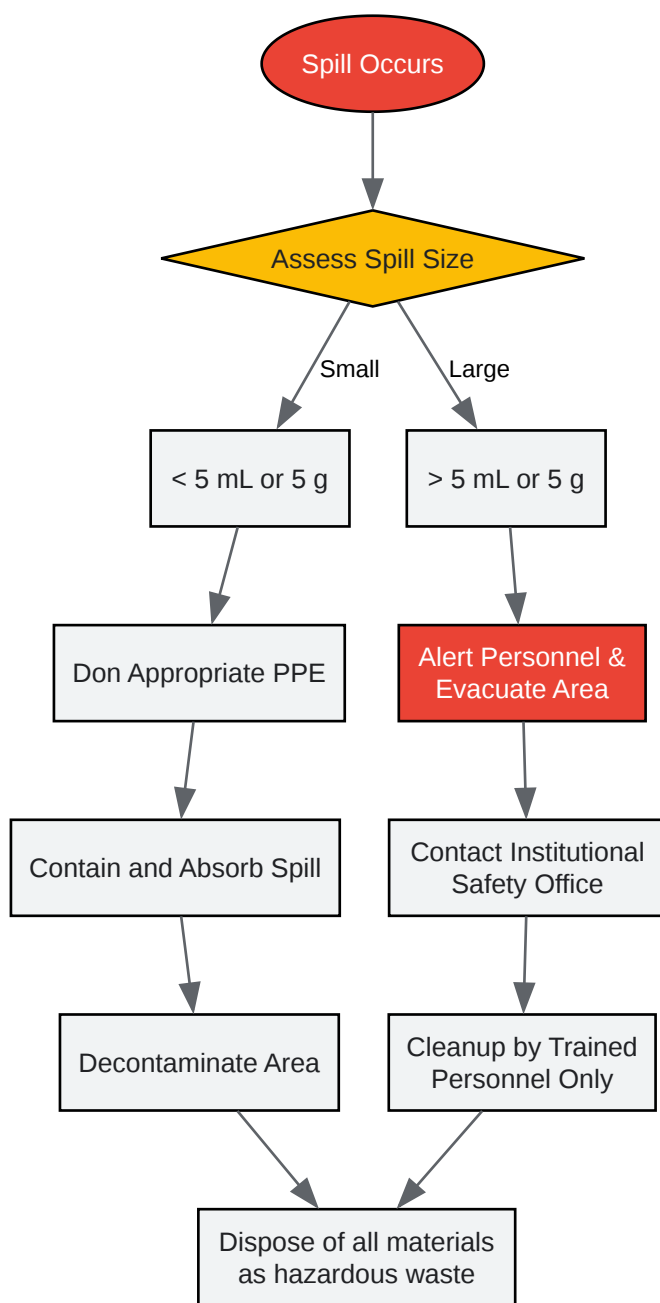 Spill Occurs
Assess Spill Size
Small
Large
< 5 mL or 5 g
> 5 mL or 5 g
Don Appropriate PPE
Alert Personnel &
Evacuate Area
Contain and Absorb Spill
Contact Institutional
Safety Office
Decontaminate Area
Cleanup by Trained
Personnel Only
Dispose of all materials
as hazardous waste